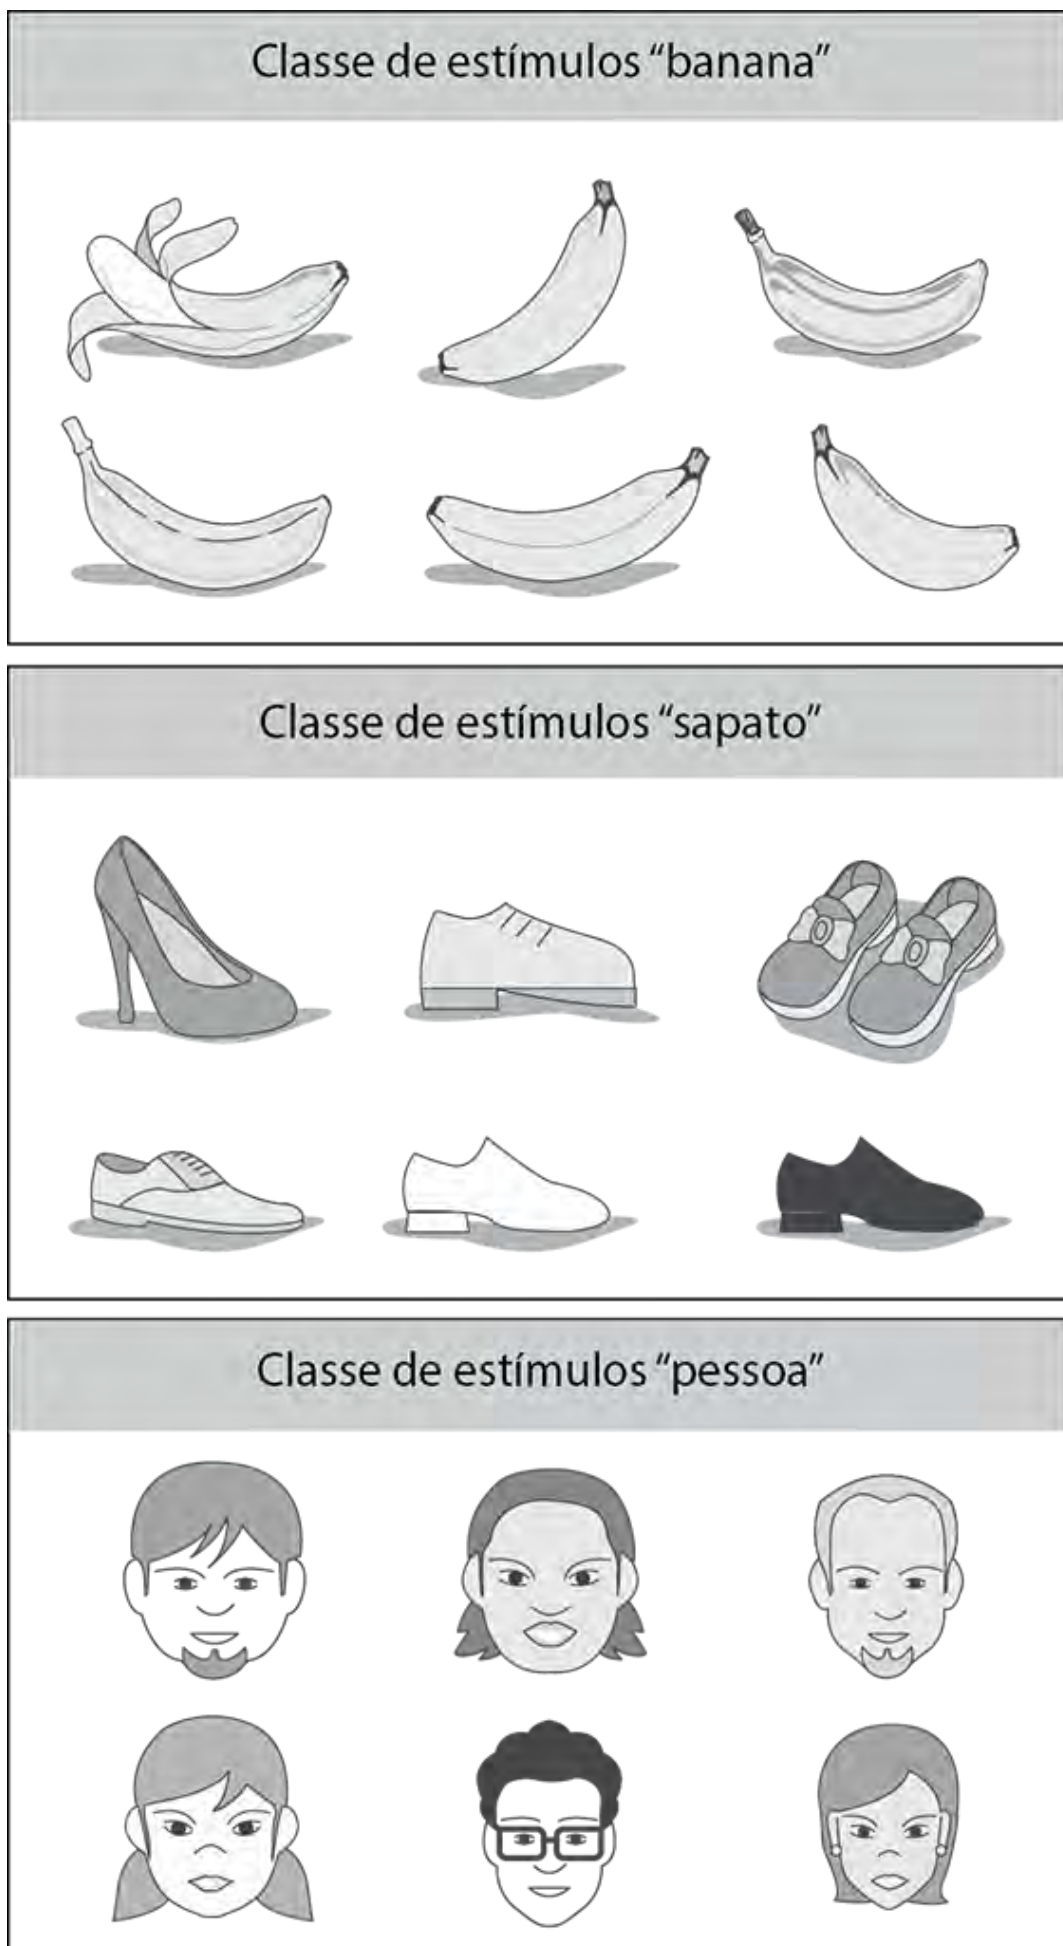 Classe de estímulos “banana”
Classe de estímulos “sapato”
Classe de estímulos “pessoa”